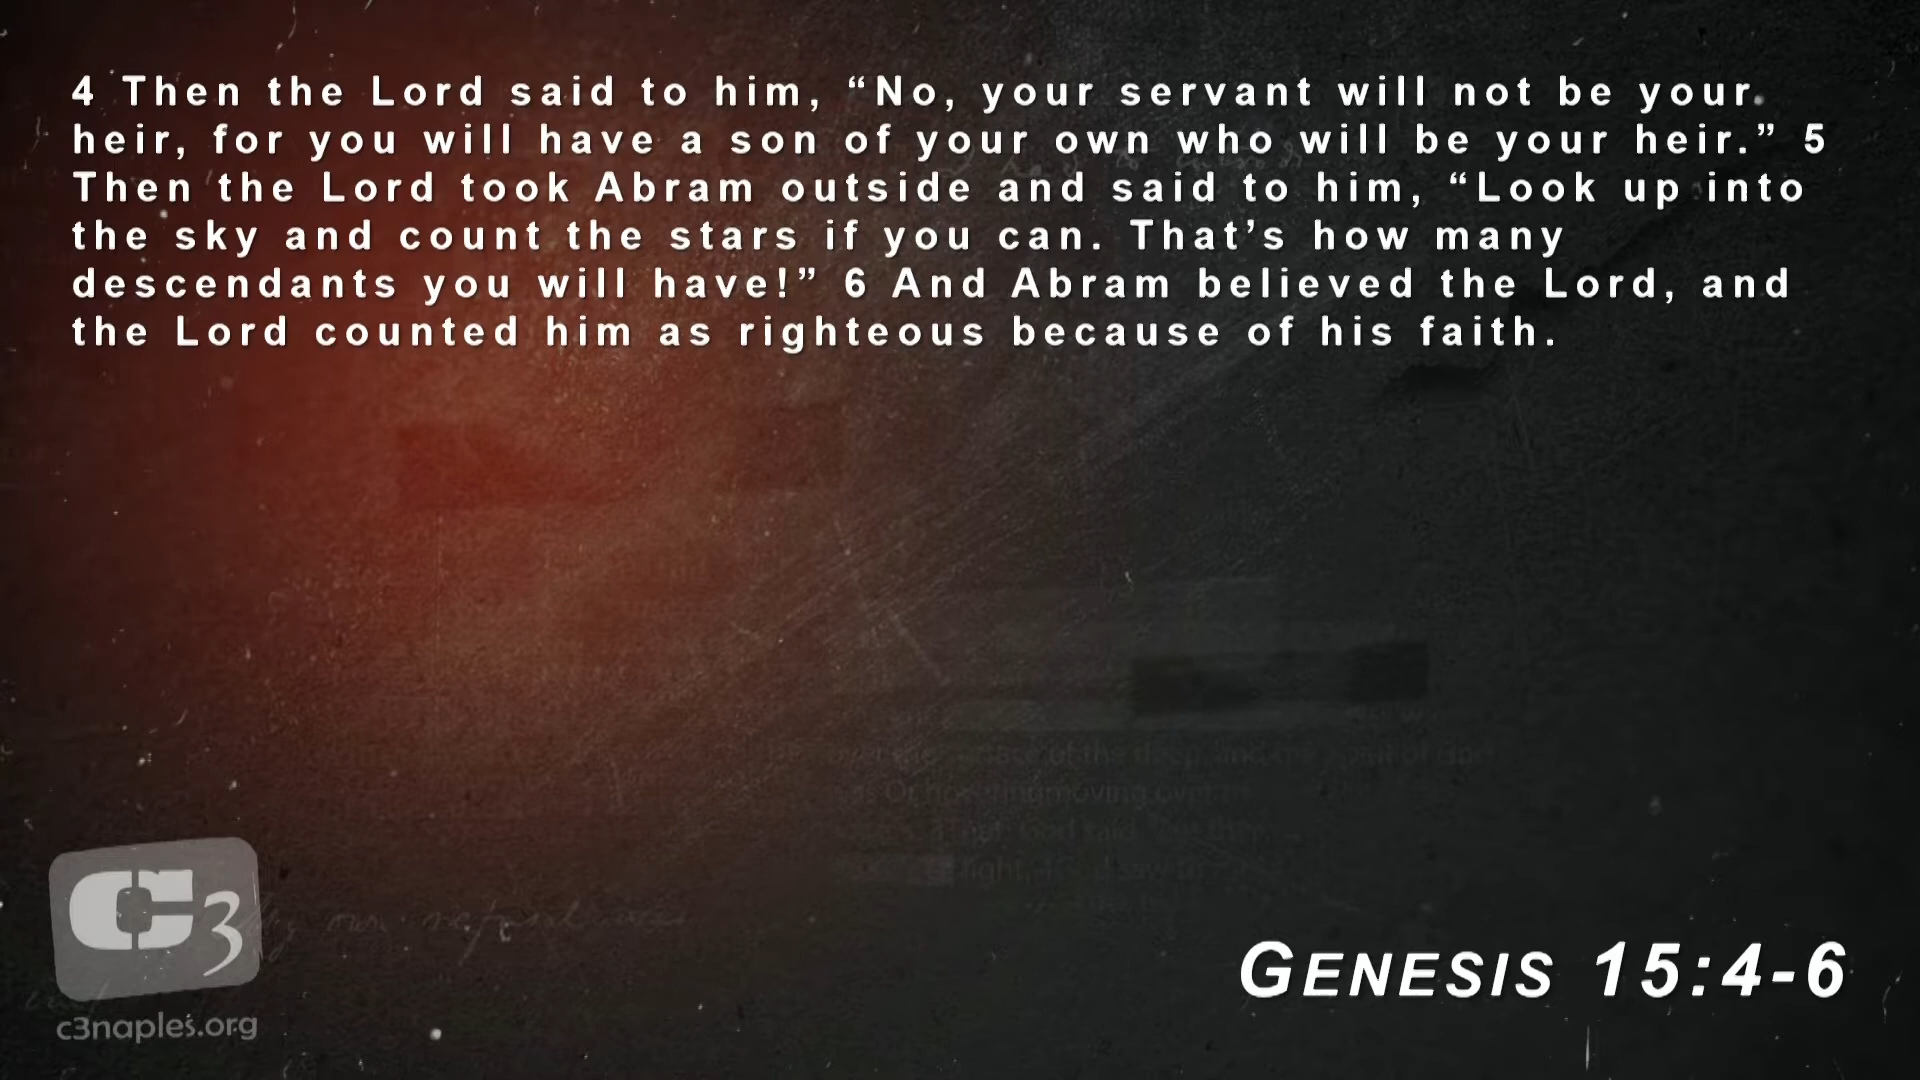 4 Then the Lord said to him, “No, your servant will not be your
heir, for you will have a son of your own who will be your heir.” 5
Then the Lord took Abram outside and said to him, “Look up into
the sky and count the stars if you can. That’s how many
descendants you will have!” 6 And Abram believed the Lord, and
the Lord counted him as righteous because of his faith.
C3
c3naples.org
GENESIS 15:4-6